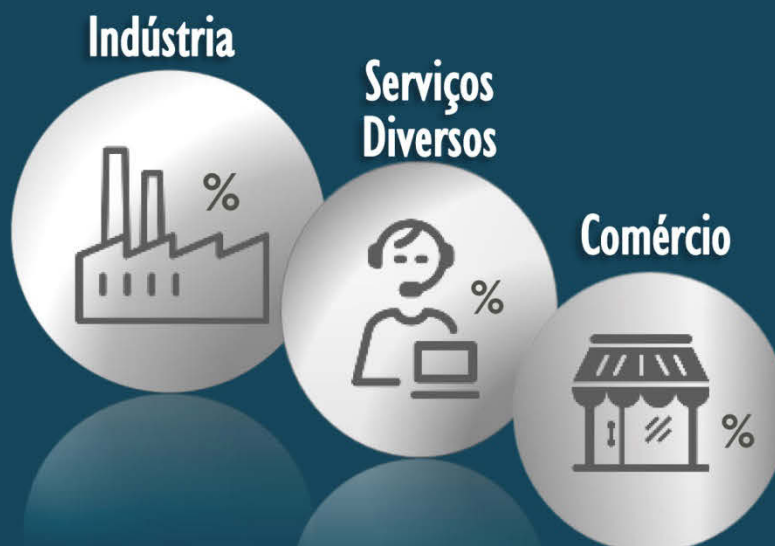 Indústria
%
Serviços
Diversos
%
Comércio
%